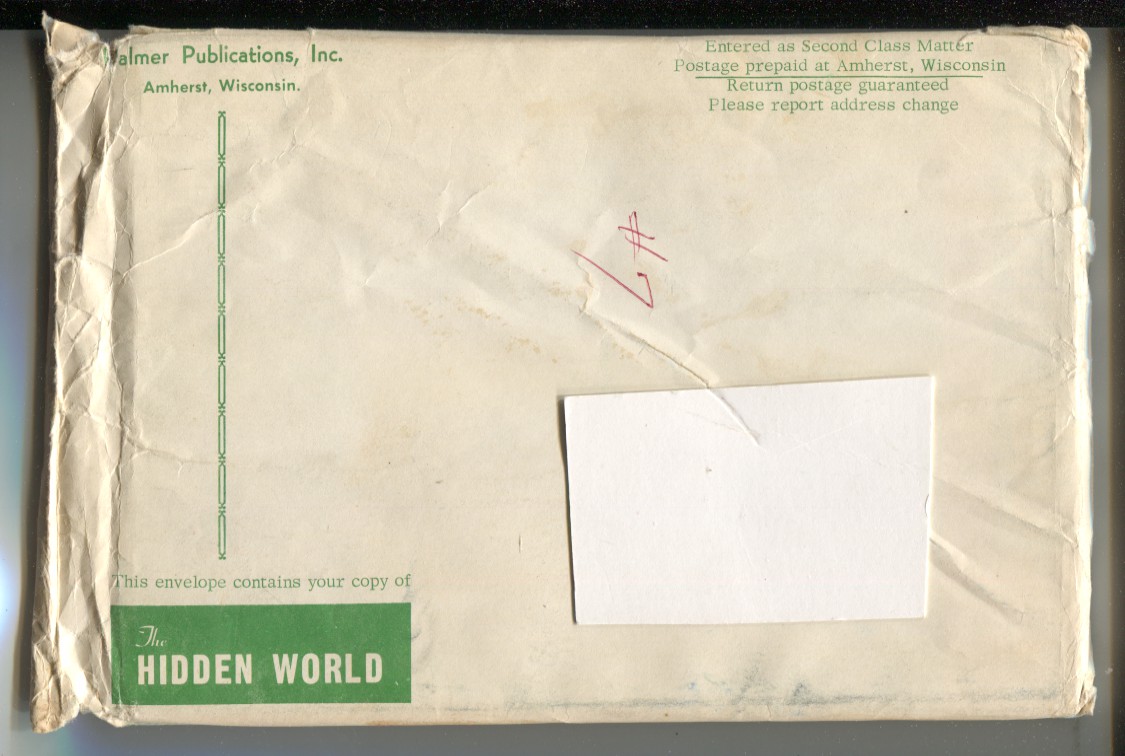 Palmer Publications, Inc.
Amherst, Wisconsin.
Entered as Second Class Matter
Postage prepaid at Amherst, Wisconsin
Return postage guaranteed
Please report address change
This envelope contains your copy of
The
HIDDEN WORLD